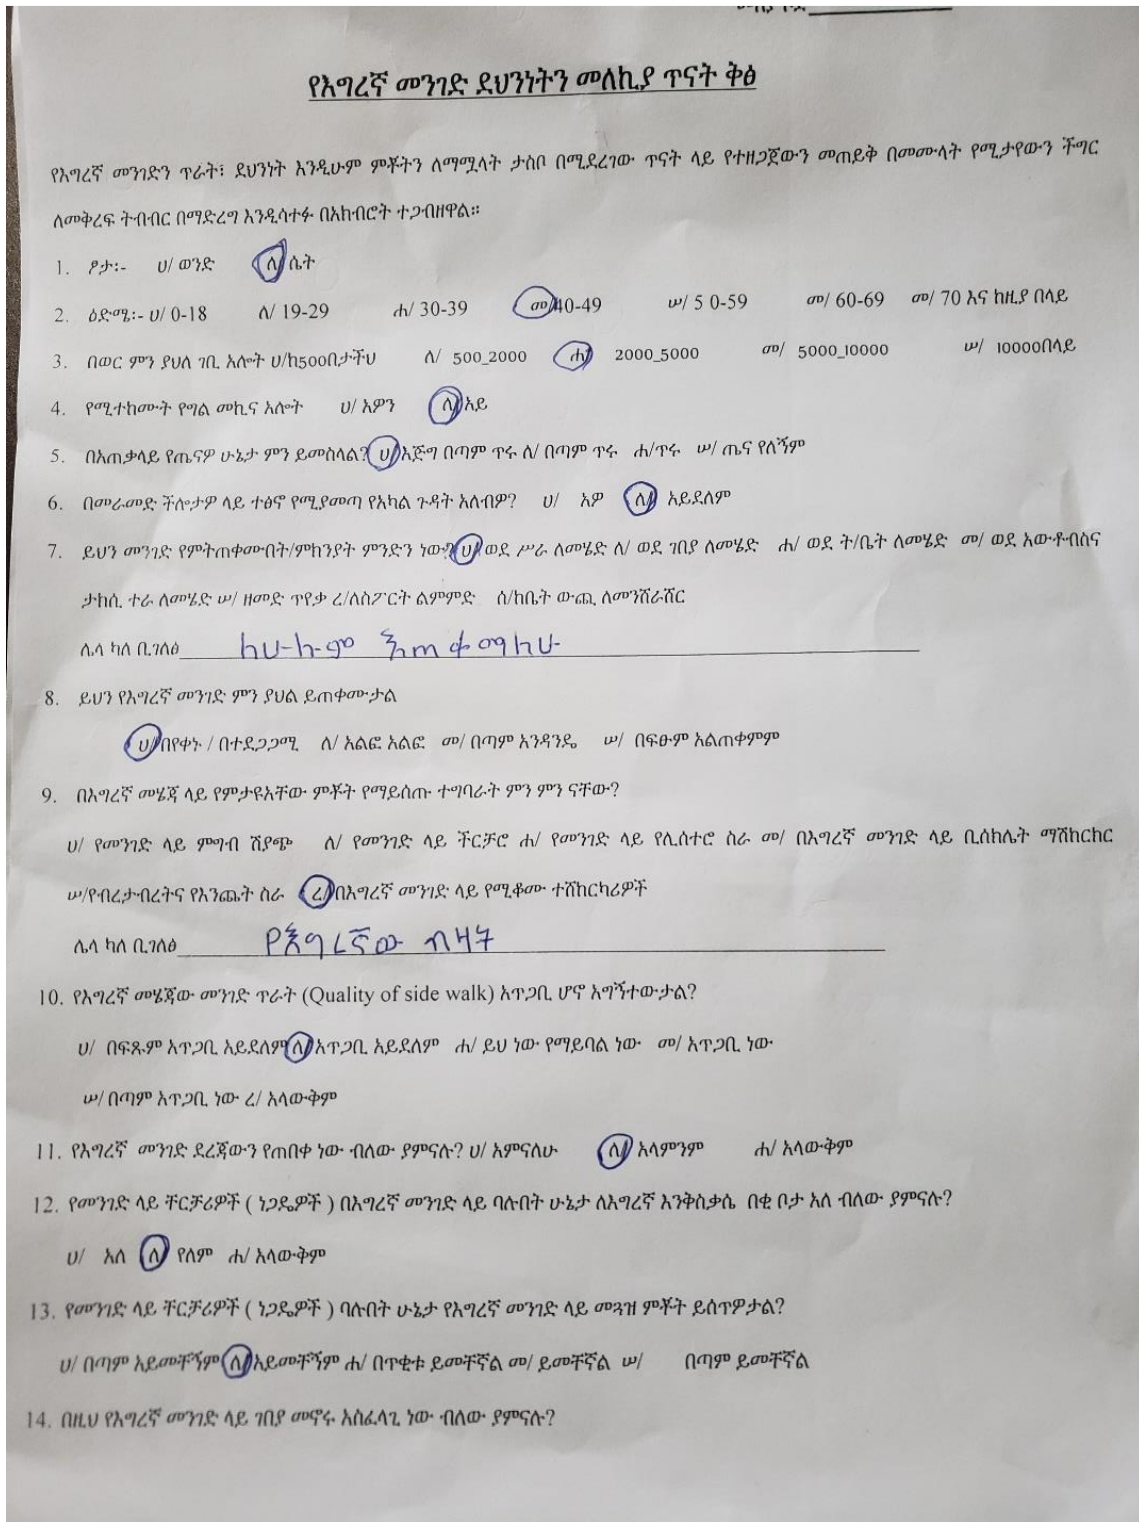 የእግረኛ መንገድ ደህንነትን መለኪያ ጥናት ቅፅ
የእግረኛ መንገድን ጥራት፣ ደህንነት እንዲሁም ምቾትን ለማሟላት ታስቦ በሚደረገው ጥናት ላይ የተዘጋጀውን መጠይቅ በመሙላት የሚታየውን ችግር
ለመቅረፍ ትብብር በማድረግ እንዲሳተፉ በአክብሮት ተጋብዘዋል።
1. ፆታ፡- ሀ/ ወንድ ለ/ ሴት
2. ዕድሜ፡- ሀ/ 0-18 ለ/ 19-29 ሐ/ 30-39 መ/40-49 ሠ/ 5 0-59 መ/ 60-69 መ/ 70 እና ከዚያ በላይ
3. በወር ምን ያህለ ገቢ አሎት ሀ/ከ500በታችህ ለ/ 500_2000 ሐ/ 2000_5000 መ/ 5000_10000 ሠ/ 10000በላይ
4. የሚተከሙት የግል መኪና አሎት ሀ/ አዎን ለ/አይ
5. በአጠቃላይ የጤናዎ ሁኔታ ምን ይመስላል? ሀ/እጅግ በጣም ጥሩ ለ/ በጣም ጥሩ ሐ/ጥሩ ሠ/ ጤና የለኝም
6. በመራመድ ችሎታዎ ላይ ተፅኖ የሚያመጣ የአካል ጉዳት አለብዎ? ሀ/ አዎ ለ/ አይደለም
7. ይህን መንገድ የምትጠቀሙበት/ምክንያት ምንድን ነው? ሀ/ ወደ ሥራ ለመሄድ ለ/ ወደ ገበያ ለመሄድ ሐ/ ወደ ት/ቤት ለመሄድ መ/ ወደ አውቶብስና
ታክሲ ተራ ለመሄድ ሠ/ ዘመድ ጥየቃ ረ/ለስፖርት ልምምድ ሰ/ከቤት ውጪ ለመንሸራሸር
ሌላ ካለ ቢገለፅ ለሁሉም እጠቀማለሁ
8. ይህን የእግረኛ መንገድ ምን ያህል ይጠቀሙታል
ሀ/በየቀኑ / በተደጋጋሚ ለ/ አልፎ አልፎ መ/ በጣም አንዳንዴ ሠ/ በፍፁም አልጠቀምም
9. በእግረኛ መሄጃ ላይ የምታዩአቸው ምቾት የማይሰጡ ተግባራት ምን ምን ናቸው?
ሀ/ የመንገድ ላይ ምግብ ሽያጭ ለ/ የመንገድ ላይ ችርቻሮ ሐ/ የመንገድ ላይ የሊስተሮ ስራ መ/ በእግረኛ መንገድ ላይ ቢስክሌት ማሽከርከር
ሠ/የብረታብረትና የእንጨት ስራ ረ/በእግረኛ መንገድ ላይ የሚቆሙ ተሽከርካሪዎች
ሌላ ካለ ቢገለፅ የእግረኛው ብዛት
10. የእግረኛ መሄጃው መንገድ ጥራት (Quality of side walk) አጥጋቢ ሆኖ አግኝተውታል?
ሀ/ በፍጹም አጥጋቢ አይደለም ለ/አጥጋቢ አይደለም ሐ/ ይህ ነው የማይባል ነው መ/ አጥጋቢ ነው
ሠ/ በጣም አጥጋቢ ነው ረ/ አላውቅም
11. የእግረኛ መንገድ ደረጃውን የጠበቀ ነው ብለው ያምናሉ? ሀ/ አምናለሁ ለ/ አላምንም ሐ/ አላውቅም
12. የመንገድ ላይ ቸርቻሪዎች ( ነጋዴዎች ) በእግረኛ መንገድ ላይ ባሉበት ሁኔታ ለእግረኛ እንቅስቃሴ በቂ ቦታ አለ ብለው ያምናሉ?
ሀ/ አለ ለ/ የለም ሐ/ አላውቅም
13. የመንገድ ላይ ቸርቻሪዎች ( ነጋዴዎች ) ባሉበት ሁኔታ የእግረኛ መንገድ ላይ መጓዝ ምቾት ይሰጥዎታል?
ሀ/ በጣም አይመቸኝም ለ/አይመቸኝም ሐ/ በጥቂቱ ይመቸኛል መ/ ይመቸኛል ሠ/ በጣም ይመቸኛል
14. በዚህ የእግረኛ መንገድ ላይ ገበያ መኖሩ አስፈላጊ ነው ብለው ያምናሉ?